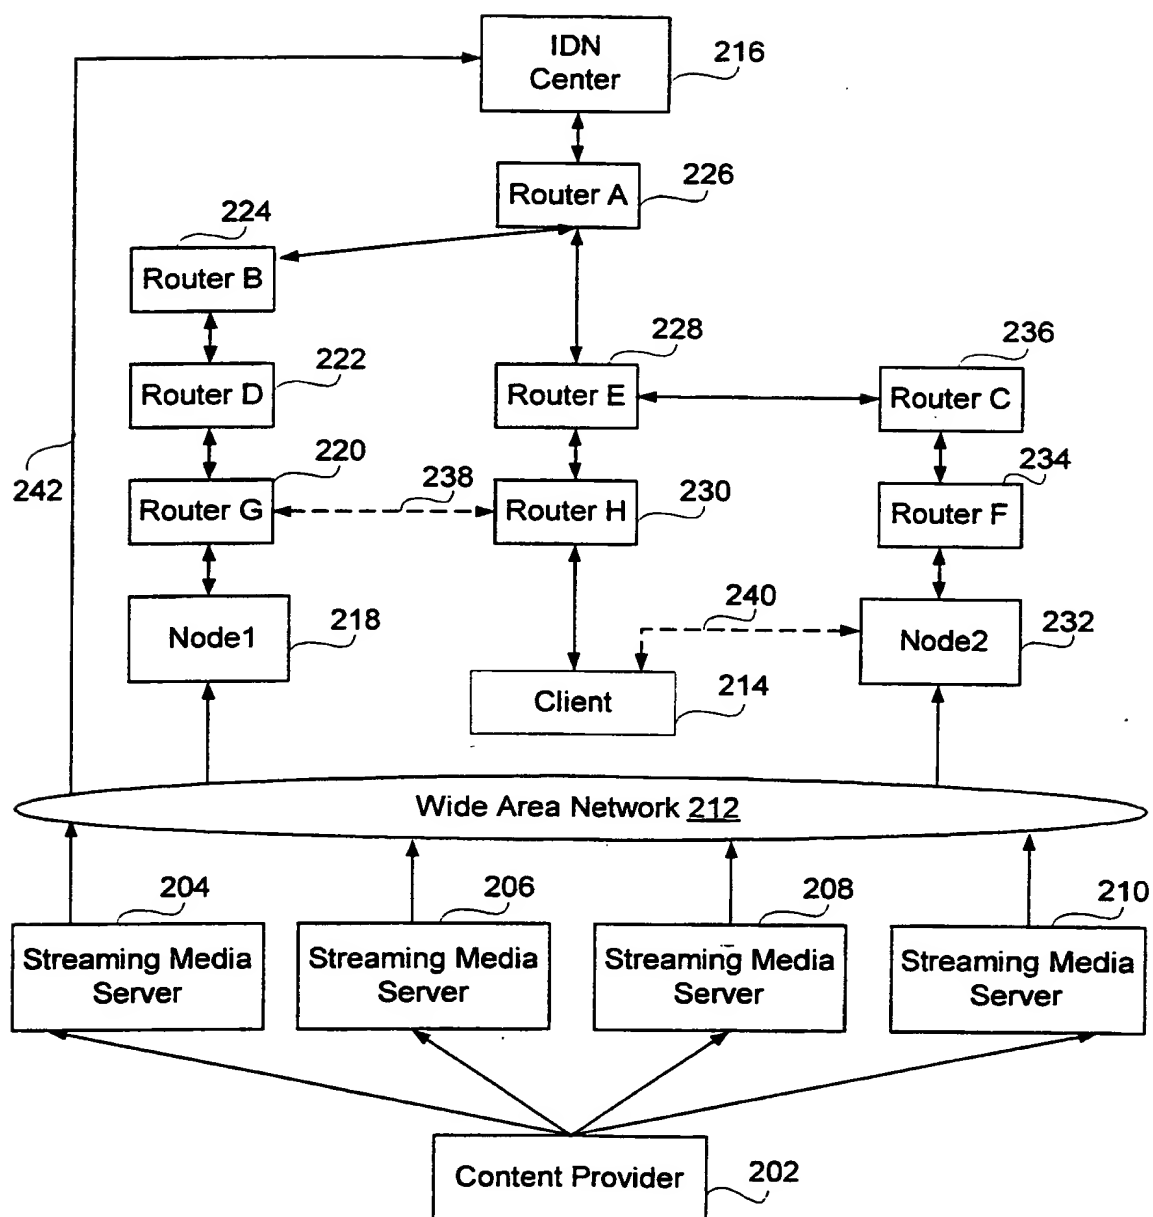 IDN
Center
216
Router A
226
224
Router B
228
236
Router D
222
Router E
Router C
242
220
238
234
Router G
Router H
230
Router F
240
Node1
218
Node2
232
Client
214
Wide Area Network 212
204
206
208
210
Streaming Media
Server
Streaming Media
Server
Streaming Media
Server
Streaming Media
Server
Content Provider
202